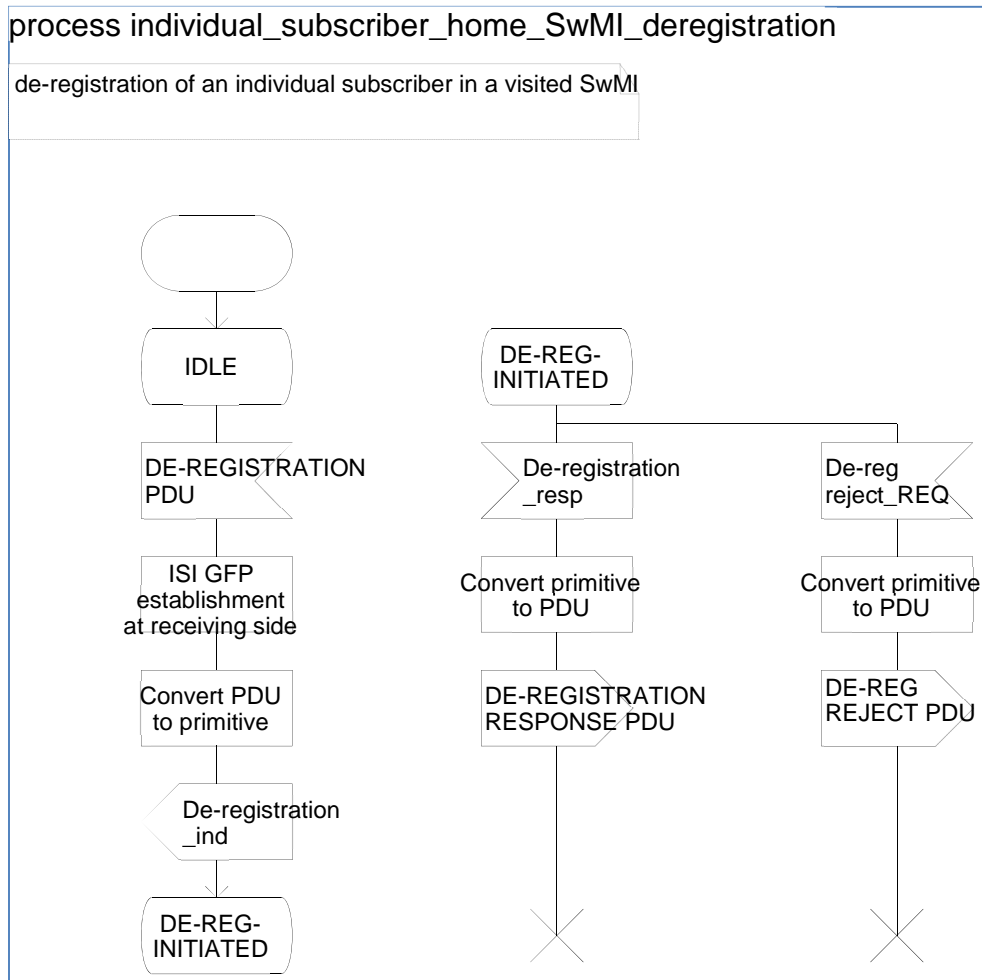 process individual_subscriber_home_SwMI_deregistration
de-registration of an individual subscriber in a visited SwMI
IDLE
DE-REGISTRATION
PDU
ISI GFP
establishment
at receiving side
Convert PDU
to primitive
De-registration
_ind
DE-REG-
INITIATED
DE-REG-
INITIATED
De-registration
_resp
Convert primitive
to PDU
DE-REGISTRATION
RESPONSE PDU
De-reg
reject_REQ
Convert primitive
to PDU
DE-REG
REJECT PDU